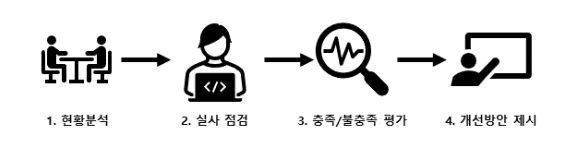 </>
1. 현황분석
2. 실사 점검
3. 충족/불충족 평가
4. 개선방안 제시